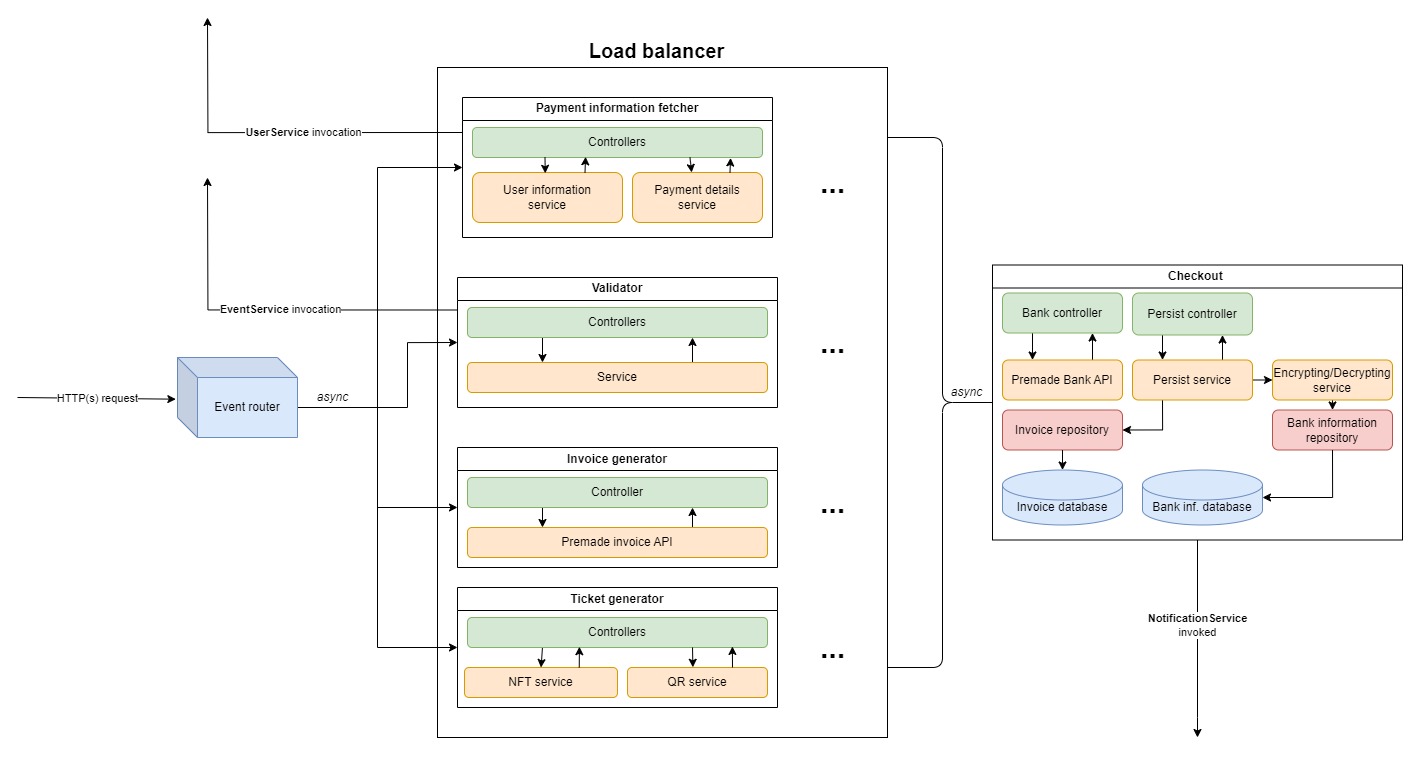 Load balancer
Payment information fetcher
Controllers
User information
service
Payment details
service
...
UserService invocation
Validator
Controllers
Service
...
EventService invocation
HTTP(s) request
Event router
async
Invoice generator
Controller
Premade invoice API
...
Ticket generator
Controllers
NFT service
QR service
...
async
Checkout
Bank controller
Persist controller
Premade Bank API
Persist service
Encrypting/Decrypting
service
Invoice repository
Bank information
repository
Invoice database
Bank inf. database
NotificationService
invoked